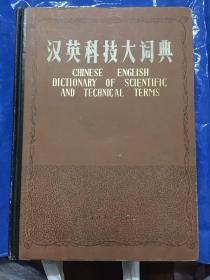 汉英科技大词典
CHINESE ENGLISH
DICTIONARY OF SCIENTIFIC
AND TECHNICAL TERMS